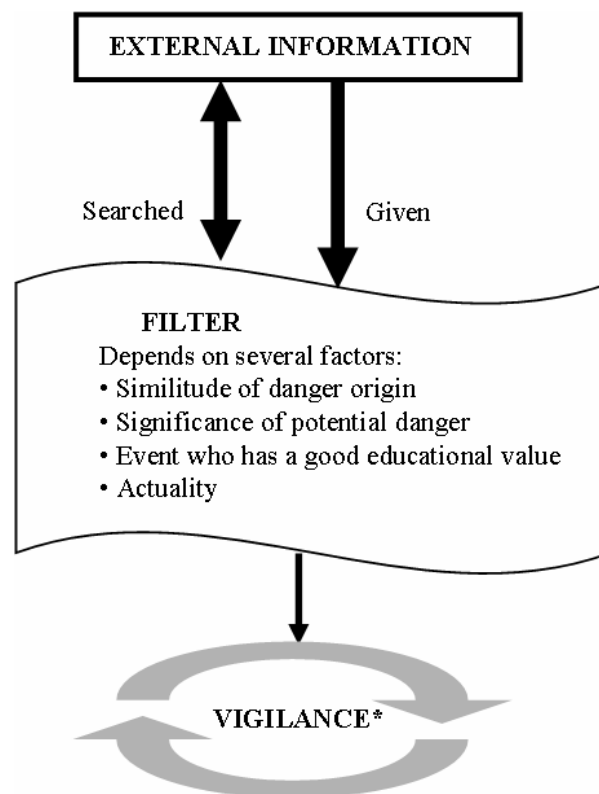 EXTERNAL INFORMATION
Searched
Given
FILTER
Depends on several factors:
• Similitude of danger origin
• Significance of potential danger
• Event who has a good educational value
• Actuality
VIGILANCE*